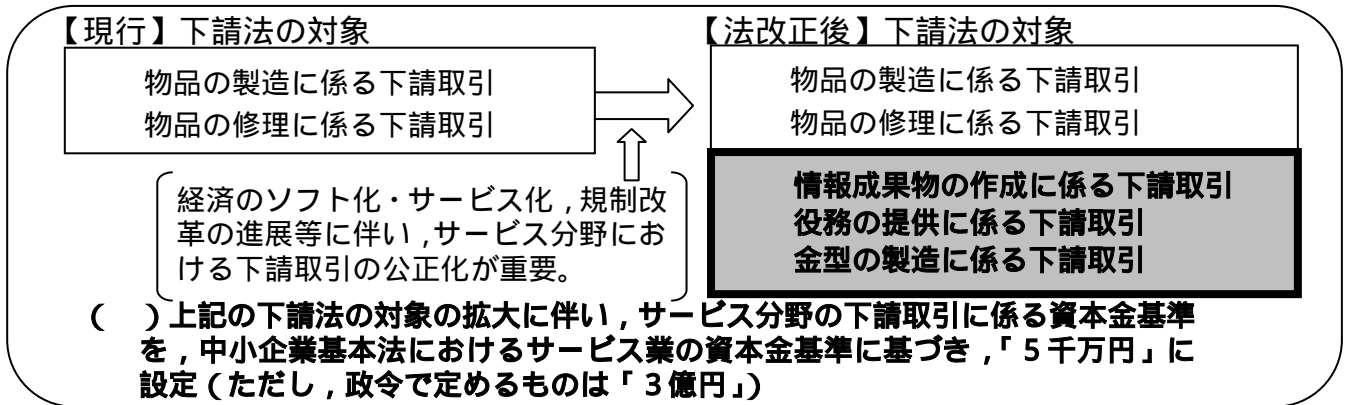 【現行】下請法の対象
物品の製造に係る下請取引
物品の修理に係る下請取引
経済のソフト化・サービス化，規制改
革の進展等に伴い，サービス分野にお
ける下請取引の公正化が重要。
【法改正後】下請法の対象
物品の製造に係る下請取引
物品の修理に係る下請取引
情報成果物の作成に係る下請取引
役務の提供に係る下請取引
金型の製造に係る下請取引
（　）上記の下請法の対象の拡大に伴い，サービス分野の下請取引に係る資本金基準
を，中小企業基本法におけるサービス業の資本金基準に基づき，「５千万円」に
設定（ただし，政令で定めるものは「３億円」）